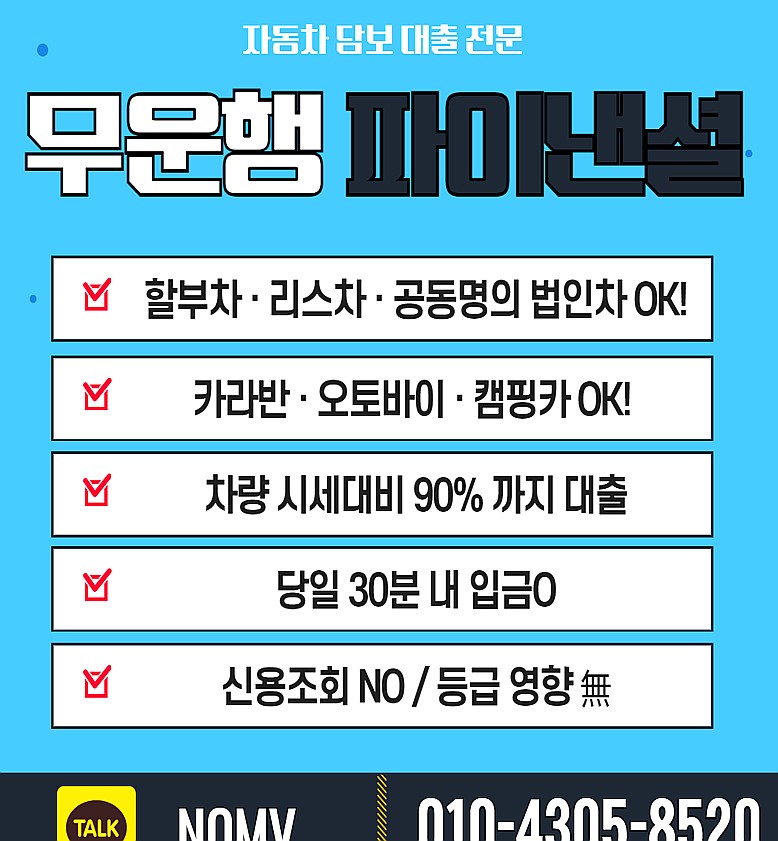 자동차 담보 대출 전문
무운행 파이낸셜
할부차 · 리스차 · 공동명의 법인차 OK!
카라반 · 오토바이 · 캠핑카 OK!
차량 시세대비 90% 까지 대출
당일 30분 내 입금O
신용조회 NO / 등급 영향 無
TALK NOMV 010-4305-8520